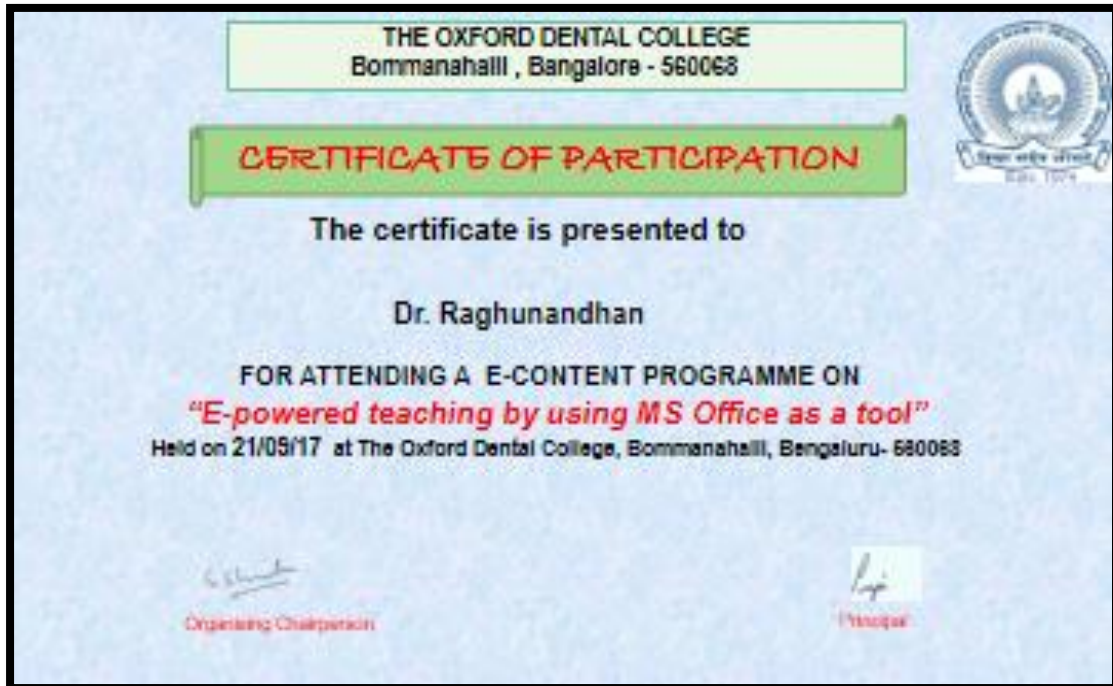 THE OXFORD DENTAL COLLEGE
Bommanahalli , Bangalore - 560068
CERTIFICATE OF PARTICIPATION
The certificate is presented to
Dr. Raghunandhan
FOR ATTENDING A E-CONTENT PROGRAMME ON
“E-powered teaching by using MS Office as a tool”
Held on 21/09/17 at The Oxford Dental College, Bommanahalli, Bengaluru- 560068
Organising Chairperson
Principal